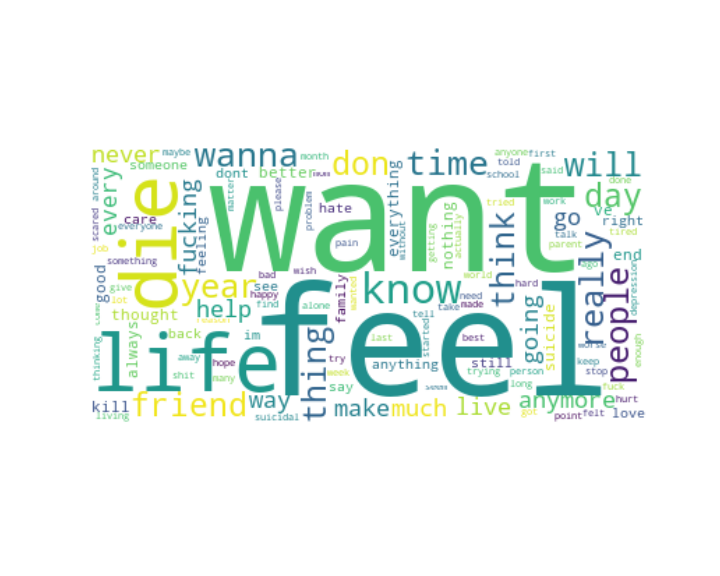 never
maybe
wanna
month
don
time
anyone
first
told
said
will
someone
school
done
scared
around
every
die
dont
better
mom
want
day
care
everyone
fucking
feeling
matter
please
problem
hate
everything
without
tried
work
go
ve
right
pain
getting
nothing
actually
think
talk
tired
job
something
parent
end
good
year
bad
wish
family
wanted
know
world
hard
really
ago
people
depression
give
happy
see
find
alone
need
take
lot
thought
help
feel
going
suicide
always
back
im
tell
started
last
best
worse
enough
thinking
life
thing
away
hope
try
anything
still
keep
shit
many
week
trying
person
stop
say
long
fuck
kill
friend
way
make
much
live
anymore
hurt
living
suicidal
got
point
felt
love
made